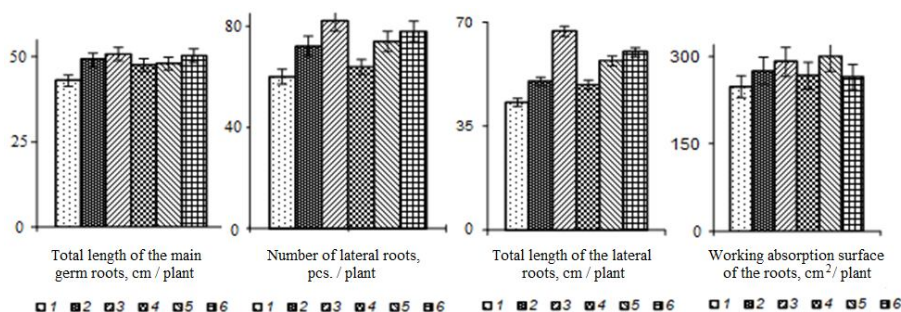 50
25
0
Total length of the main
germ roots, cm / plant
1 2 3 4 5 6
80
40
0
Number of lateral roots,
pcs. / plant
1 2 3 4 5 6
70
35
0
Total length of the lateral
roots, cm / plant
1 2 3 4 5 6
300
150
0
Working absorption surface
of the roots, cm² / plant
1 2 3 4 5 6